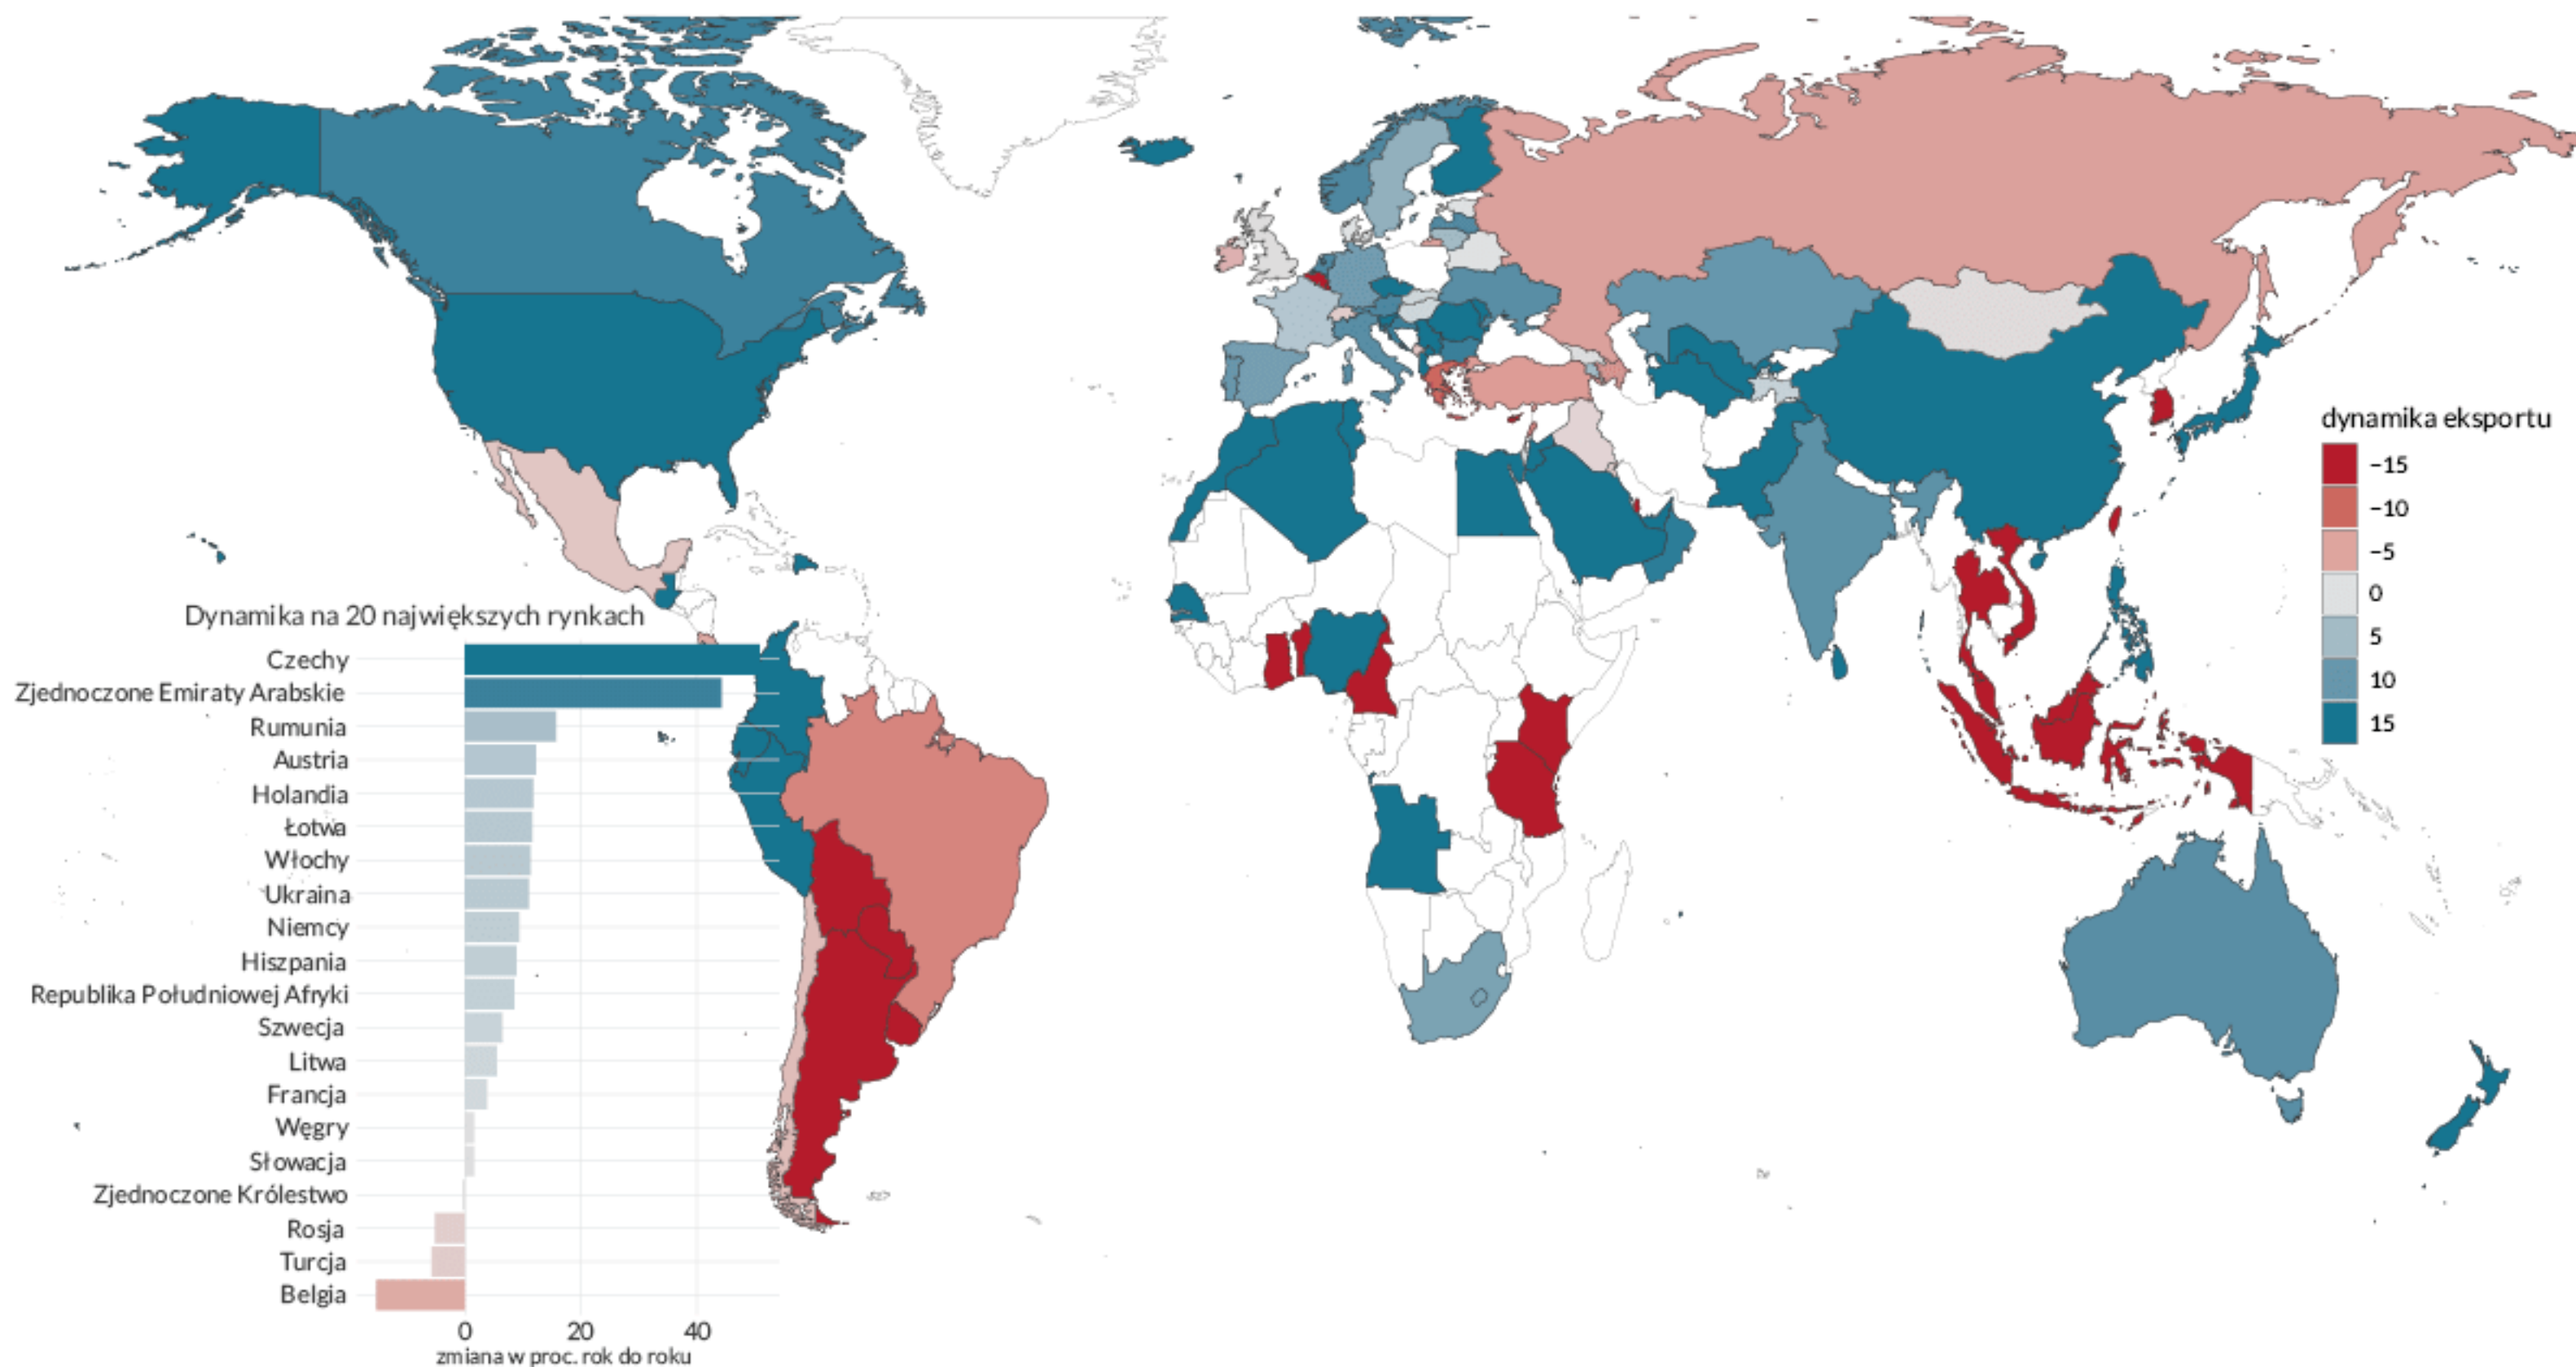 dynamika eksportu
−15
−10
−5
0
5
10
15
Dynamika na 20 największych rynkach
Czechy
Zjednoczone Emiraty Arabskie
Rumunia
Austria
Holandia
Łotwa
Włochy
Ukraina
Niemcy
Hiszpania
Republika Południowej Afryki
Szwecja
Litwa
Francja
Węgry
Słowacja
Zjednoczone Królestwo
Rosja
Turcja
Belgia
0 20 40
zmiana w proc. rok do roku